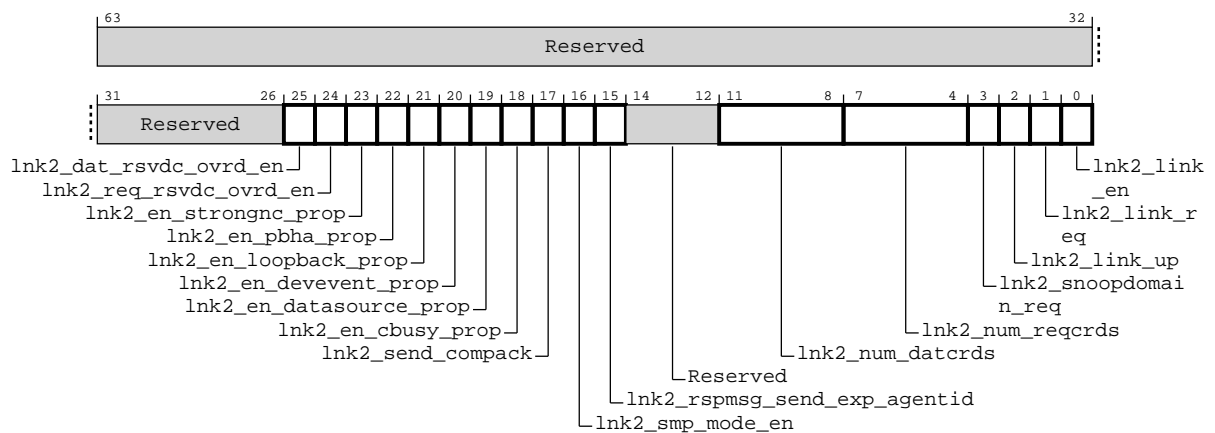 63 32
Reserved
31 26 25 24 23 22 21 20 19 18 17 16 15 14 12 11 8 7 4 3 2 1 0
Reserved
lnk2_dat_rsvdc_ovrd_en
lnk2_req_rsvdc_ovrd_en
lnk2_en_strongnc_prop
lnk2_en_pbha_prop
lnk2_en_loopback_prop
lnk2_en_devevent_prop
lnk2_en_datasource_prop
lnk2_en_cbusy_prop
lnk2_send_compack
lnk2_link
_en
lnk2_link_r
eq
lnk2_link_up
lnk2_snoopdomai
n_req
lnk2_num_reqcrds
lnk2_num_datcrds
Reserved
lnk2_rspmsg_send_exp_agentid
lnk2_smp_mode_en